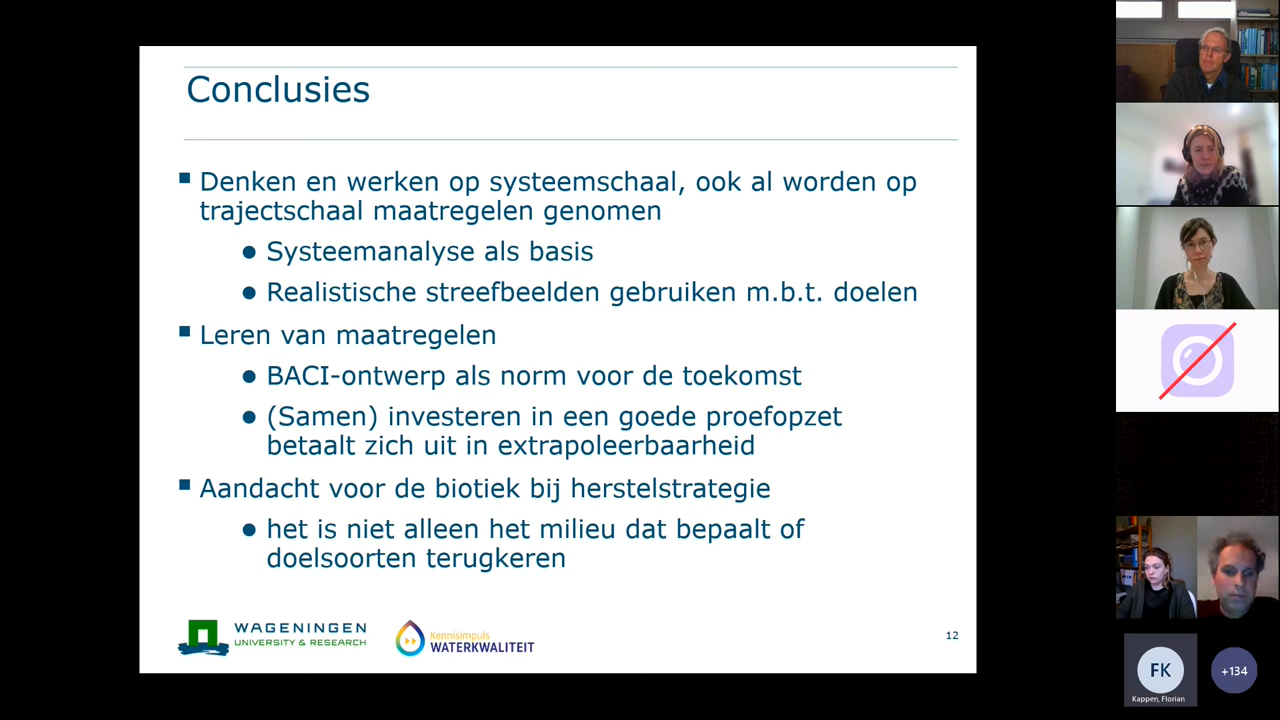 Conclusies
▪ Denken en werken op systeemschaal, ook al worden op
trajectschaal maatregelen genomen
● Systeemanalyse als basis
● Realistische streefbeelden gebruiken m.b.t. doelen
▪ Leren van maatregelen
● BACI-ontwerp als norm voor de toekomst
● (Samen) investeren in een goede proefopzet
betaalt zich uit in extrapoleerbaarheid
▪ Aandacht voor de biotiek bij herstelstrategie
● het is niet alleen het milieu dat bepaalt of
doelsoorten terugkeren
WAGENINGEN
UNIVERSITY & RESEARCH
Kennisimpuls
WATERKWALITEIT
12
FK
Kappen, Florian
+134